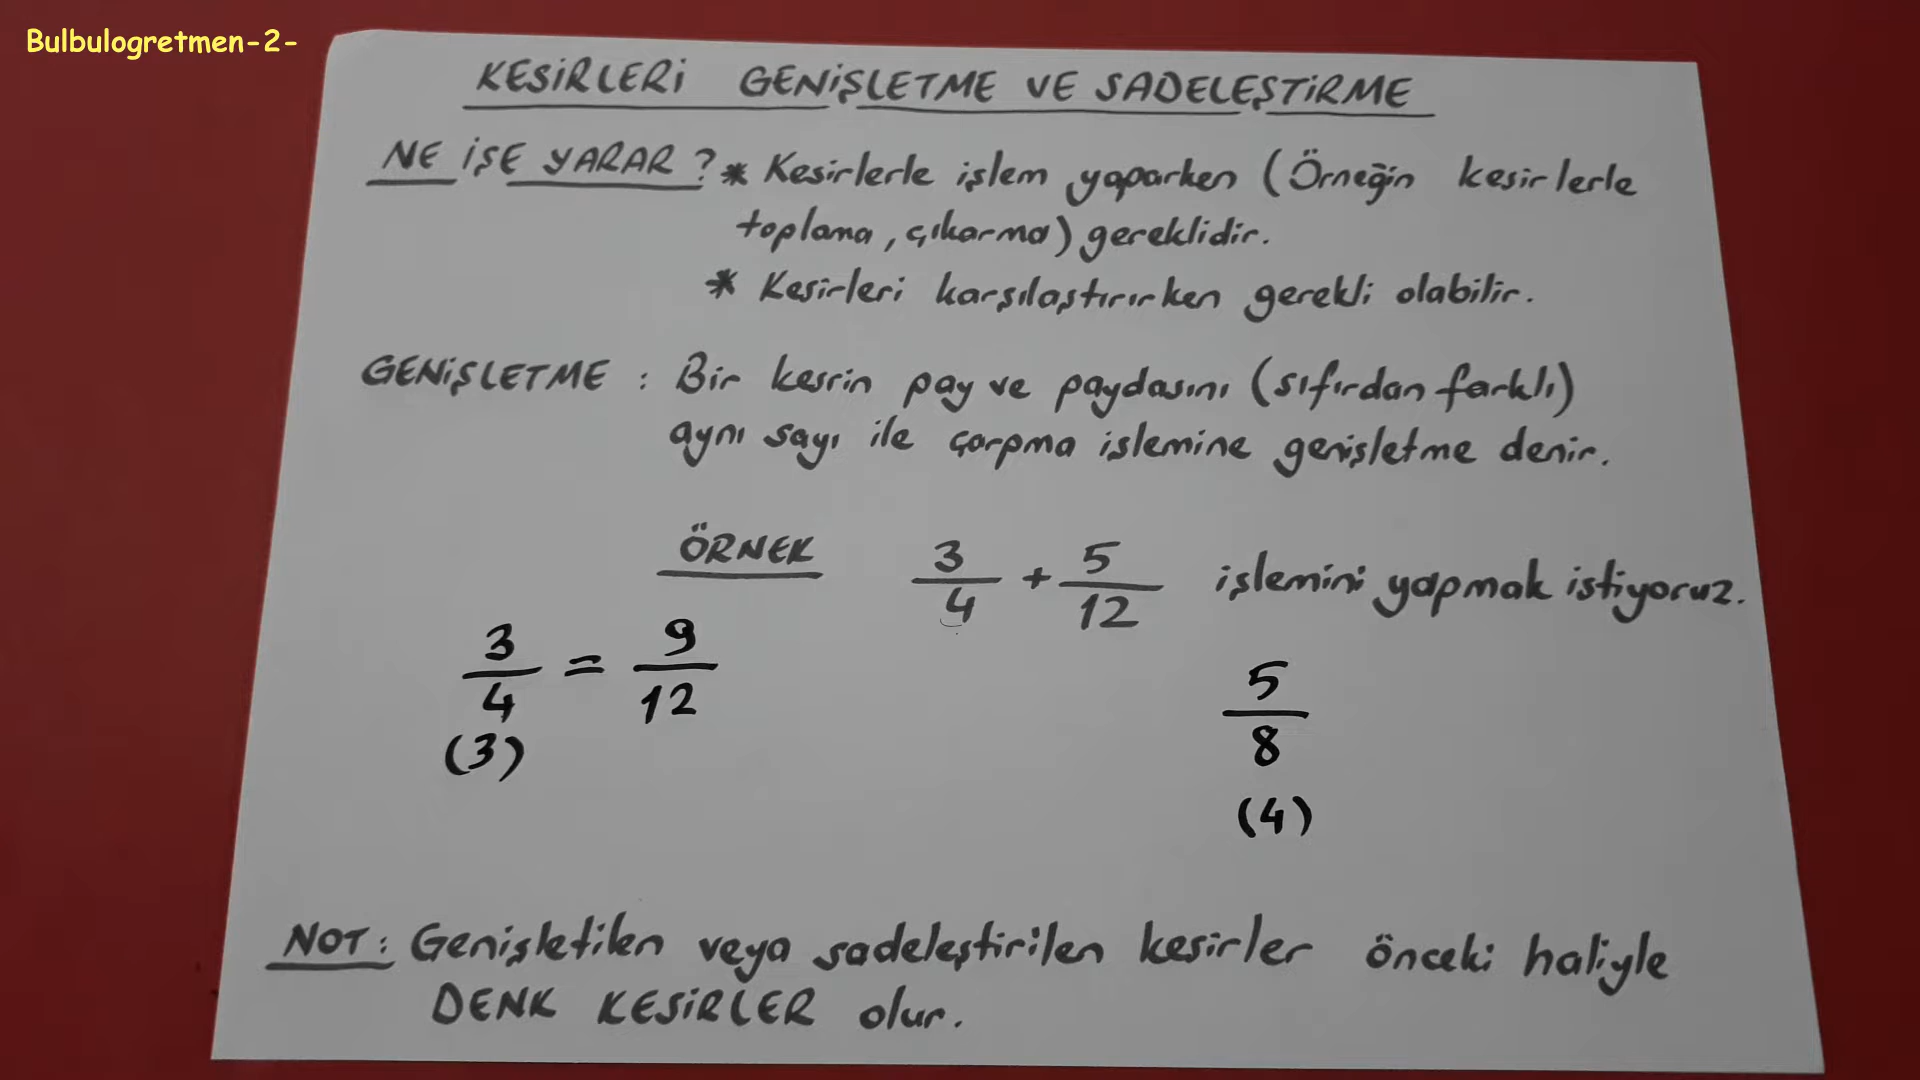 Bulbulogretmen-2-
KESİRLERİ GENİŞLETME VE SADELEŞTİRME
NE İŞE YARAR? * Kesirlerle işlem yaparken (Örneğin kesirlerle
toplama, çıkarma) gereklidir.
* Kesirleri karşılaştırırken gerekli olabilir.
GENİŞLETME : Bir kesrin pay ve paydasını (sıfırdan farklı)
aynı sayı ile çarpma işlemine genişletme denir.
ÖRNEK 3/4 + 5/12 işlemini yapmak istiyoruz.
3/4 = 9/12
(3)
5/8
(4)
NOT: Genişletilen veya sadeleştirilen kesirler önceki haliyle
DENK KESİRLER olur.